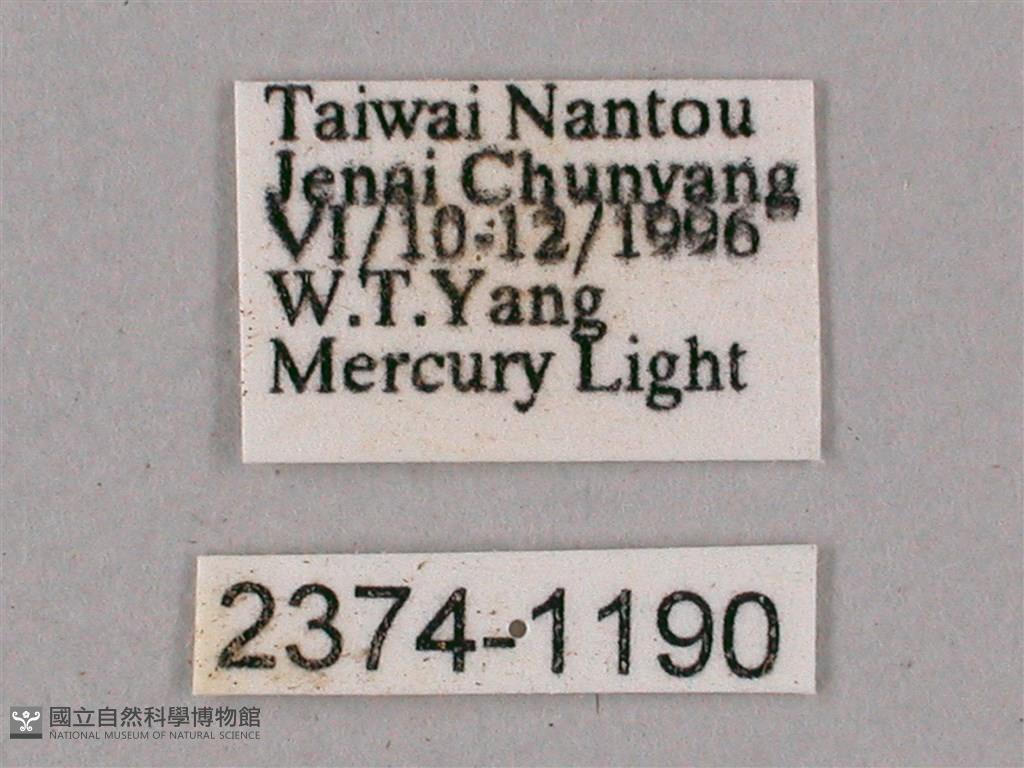 Taiwai Nantou
Jenai Chunyang
VI/10-12/1996
W.T.Yang
Mercury Light
2374-1190
國立自然科學博物館
NATIONAL MUSEUM OF NATURAL SCIENCE